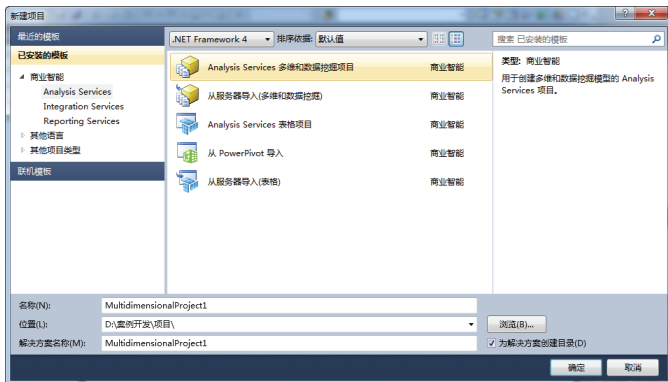 新建项目
最近的模板
已安装的模板
商业智能
Analysis Services
Integration Services
Reporting Services
其他语言
其他项目类型
联机模板
.NET Framework 4 排序依据: 默认值
Analysis Services 多维和数据挖掘项目 商业智能
从服务器导入(多维和数据挖掘) 商业智能
Analysis Services 表格项目 商业智能
从 PowerPivot 导入 商业智能
从服务器导入(表格) 商业智能
搜索 已安装的模板
类型: 商业智能
用于创建多维和数据挖掘模型的 Analysis
Services 项目。
名称(N): MultidimensionalProject1
位置(L): D:\案例开发\项目\ 浏览(B)...
解决方案名称(M): MultidimensionalProject1 为解决方案创建目录(D)
确定 取消